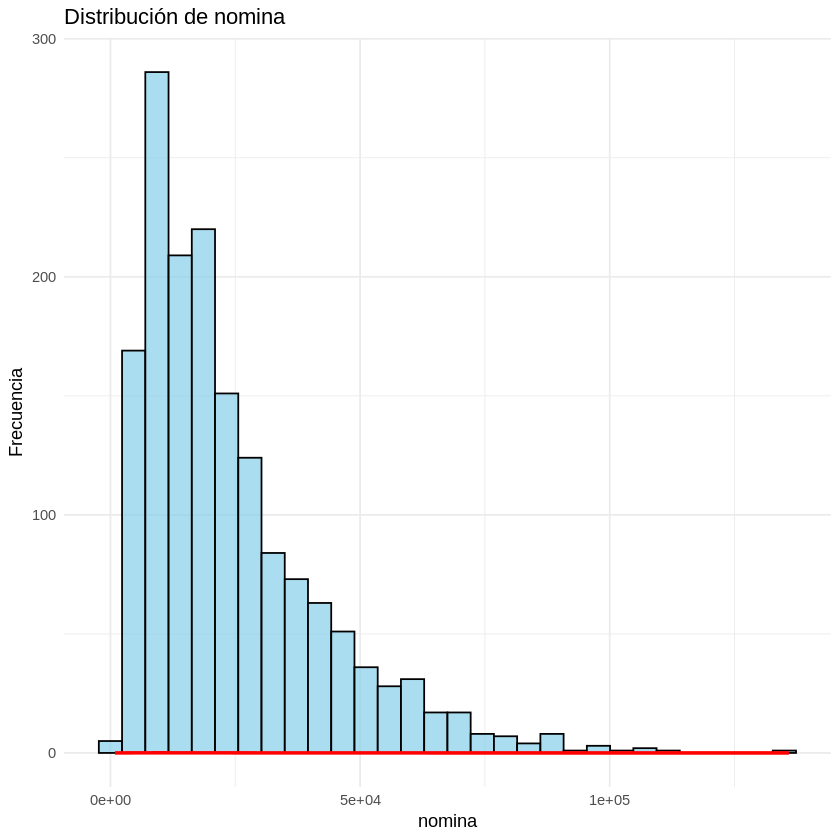 Distribución de nomina
300
200
100
0
Frecuencia
0e+00
5e+04
1e+05
nomina